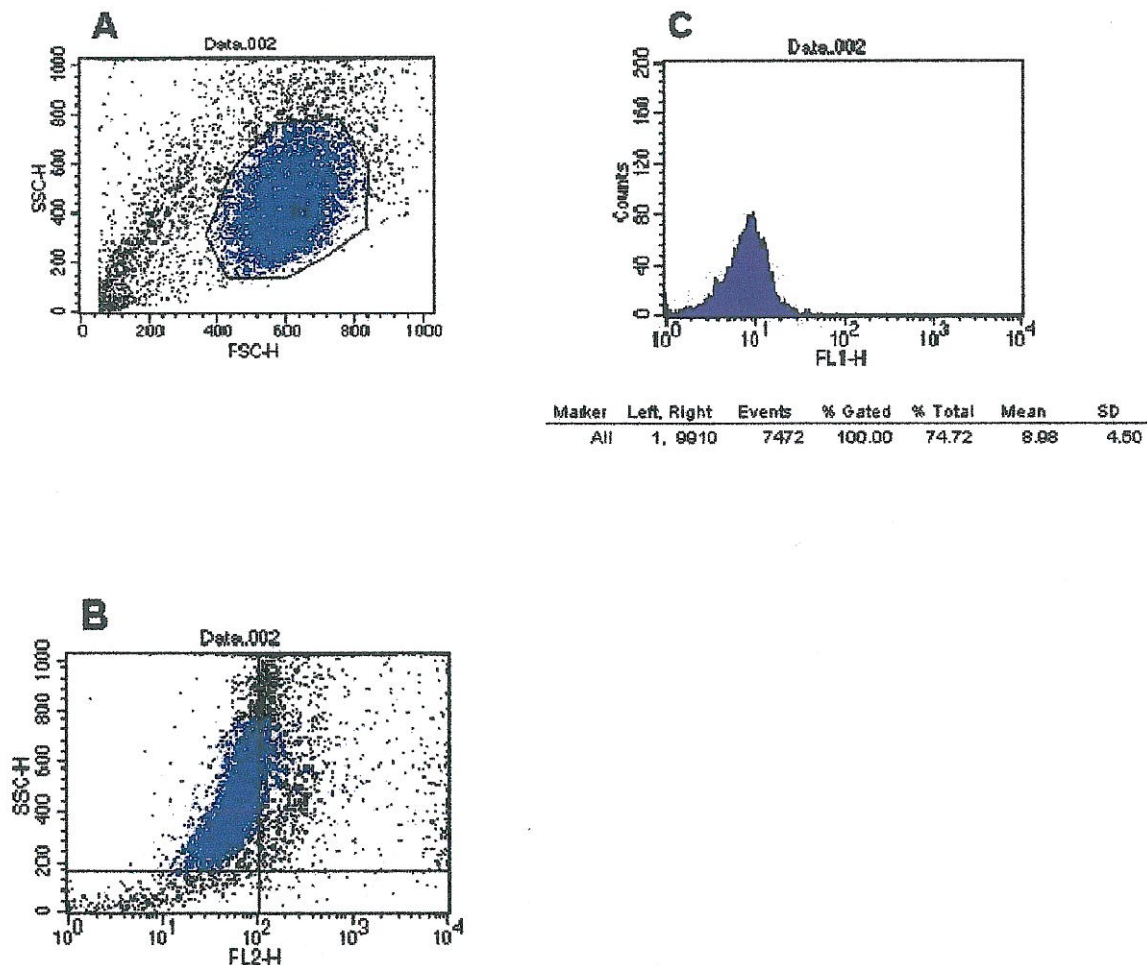 A
Data.002
1000
800
600
400
200
0
SSC-H
0 200 400 600 800 1000
FSC-H
C
Data.002
200
160
120
80
40
0
Counts
10^0 10^1 10^2 10^3 10^4
FL1-H
Marker Left, Right Events % Gated % Total Mean SD
All 1, 9910 7472 100.00 74.72 8.98 4.50
B
Data.002
1000
800
600
400
200
0
SSC-H
10^0 10^1 10^2 10^3 10^4
FL2-H